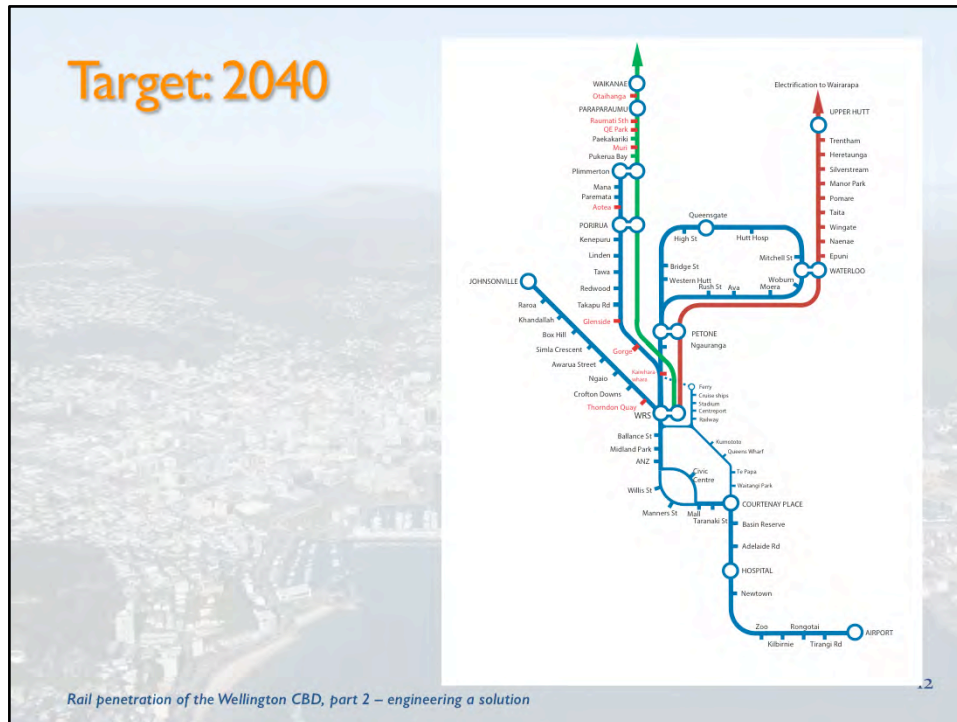 Target: 2040
WAIKANAE
Otaihanga
PARAPARAUMU
Raumati Sth
QE Park
Paekakariki
Muri
Pukerua Bay
Plimmerton
Mana
Paremata
Aotea
PORIRUA
Kenepuru
Linden
Tawa
Redwood
Takapu Rd
Glenside
Gorge
JOHNSONVILLE
Raroa
Khandallah
Box Hill
Simla Crescent
Awarua Street
Ngaio
Crofton Downs
Thorndon Quay
WRS
Electrification to Wairarapa
UPPER HUTT
Trentham
Heretaunga
Silverstream
Manor Park
Pomare
Taita
Wingate
Naenae
Epuni
WATERLOO
Queensgate
High St
Hutt Hosp
Mitchell St
Bridge St
Western Hutt
Rush St
Ava
Woburn
Moera
PETONE
Ngauranga
Ferry
Cruise ships
Stadium
Centreport
Railway
Kumototo
Queens Wharf
Te Papa
Waitangi Park
Ballance St
Midland Park
ANZ
Civic
Centre
Willis St
Manners St
Mall
Taranaki St
COURTENAY PLACE
Basin Reserve
Adelaide Rd
HOSPITAL
Newtown
Zoo
Kilbirnie
Rongotai
Tirangi Rd
AIRPORT
Rail penetration of the Wellington CBD, part 2 – engineering a solution
12